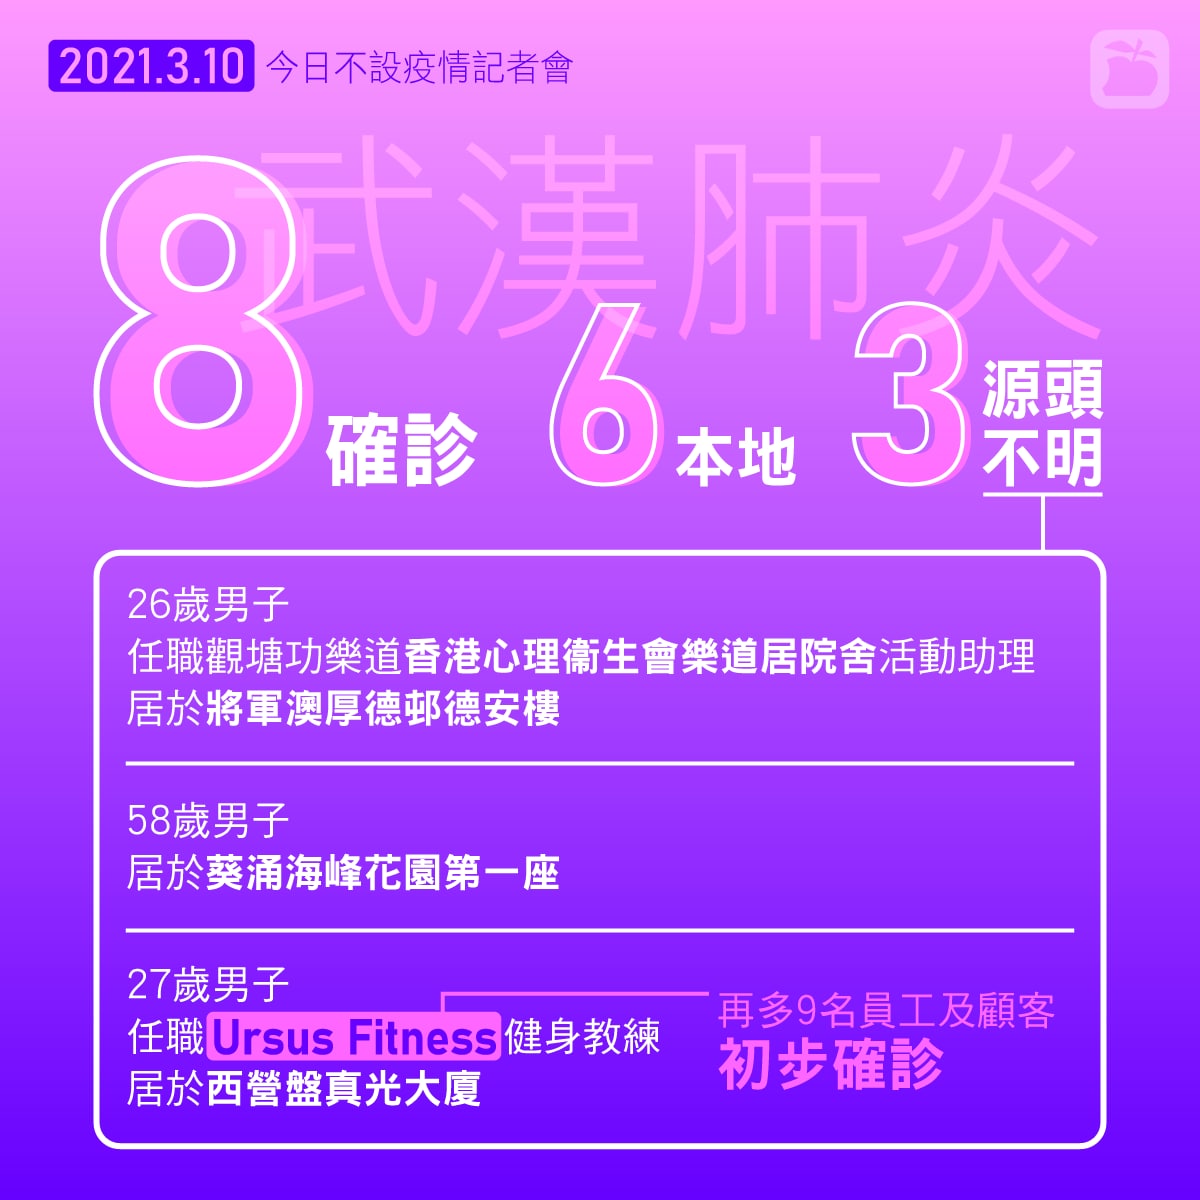 2021.3.10 今日不設疫情記者會
武漢肺炎
8 確診 6 本地 3 源頭
不明
26歲男子
任職觀塘功樂道香港心理衞生會樂道居院舍活動助理
居於將軍澳厚德邨德安樓
58歲男子
居於葵涌海峰花園第一座
27歲男子
任職Ursus Fitness健身教練
居於西營盤真光大廈
再多9名員工及顧客
初步確診